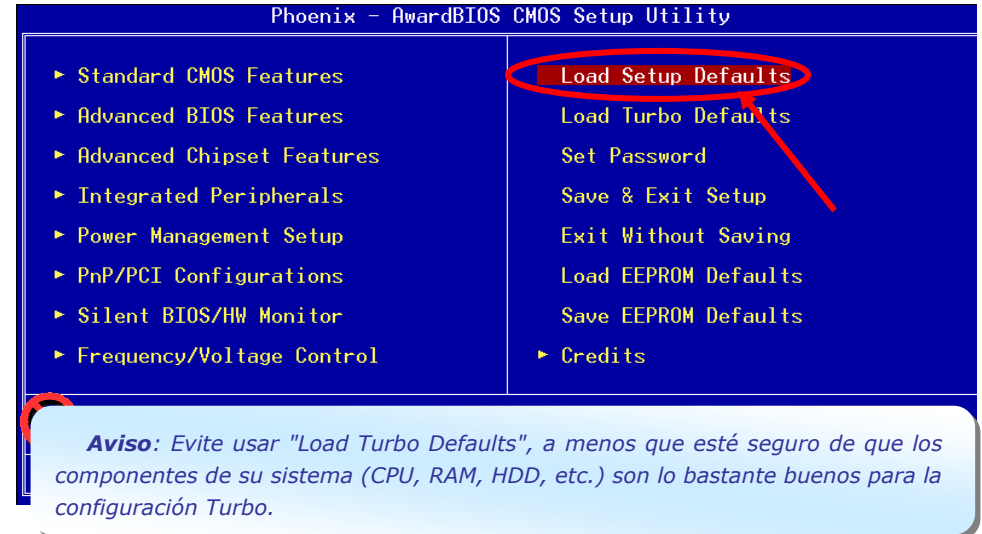 Phoenix - AwardBIOS CMOS Setup Utility
► Standard CMOS Features
► Advanced BIOS Features
► Advanced Chipset Features
► Integrated Peripherals
► Power Management Setup
► PnP/PCI Configurations
► Silent BIOS/HW Monitor
► Frequency/Voltage Control
Load Setup Defaults
Load Turbo Defaults
Set Password
Save & Exit Setup
Exit Without Saving
Load EEPROM Defaults
Save EEPROM Defaults
► Credits
Aviso: Evite usar "Load Turbo Defaults", a menos que esté seguro de que los
componentes de su sistema (CPU, RAM, HDD, etc.) son lo bastante buenos para la
configuración Turbo.